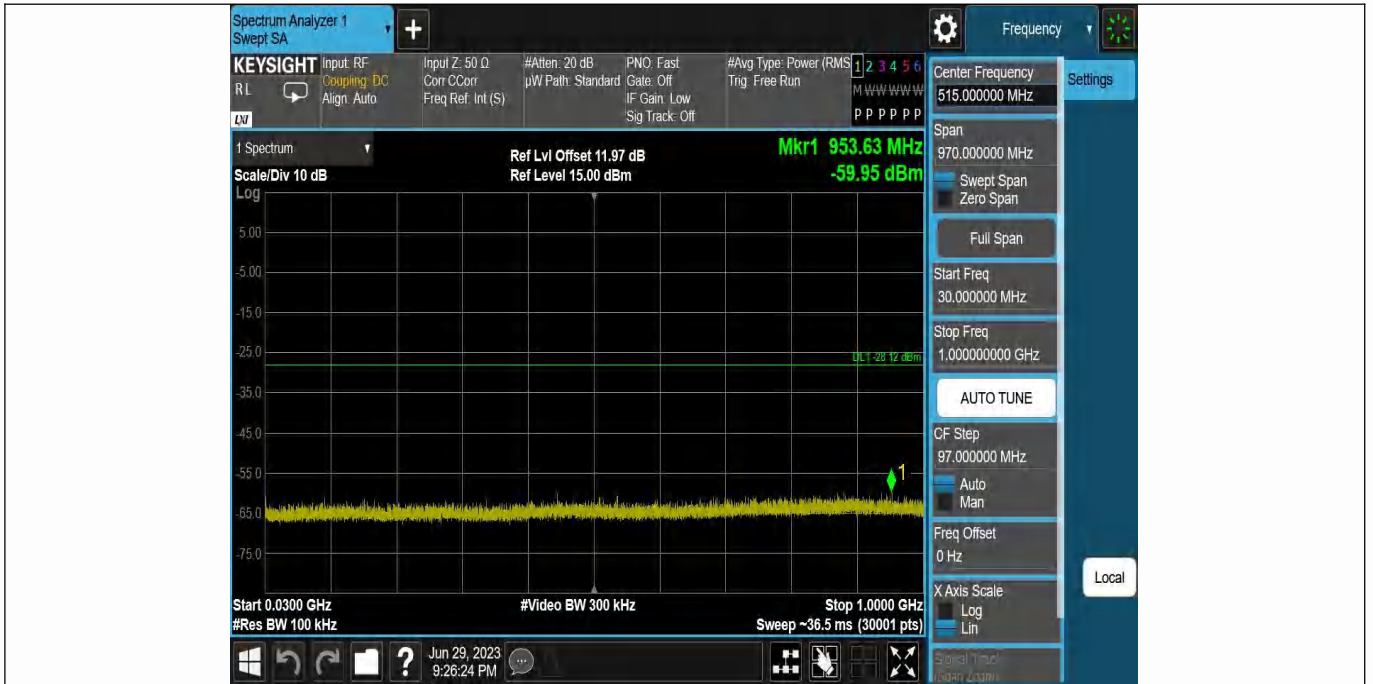 Spectrum Analyzer 1
Swept SA
Frequency
KEYSIGHT
RL
LXI
Input: RF
Coupling: DC
Align: Auto
Input Z: 50 Ω
Corr CCorr
Freq Ref: Int (S)
#Atten: 20 dB
µW Path: Standard
PNO: Fast
Gate: Off
IF Gain: Low
Sig Track: Off
#Avg Type: Power (RMS
Trig: Free Run
1 2 3 4 5 6
M W W W W W
P P P P P P
1 Spectrum
Scale/Div 10 dB
Log
Ref Lvl Offset 11.97 dB
Ref Level 15.00 dBm
Mkr1 953.63 MHz
-59.95 dBm
5.00
-5.00
-15.0
-25.0
DL1 -28.12 dBm
-35.0
-45.0
-55.0
1
-65.0
-75.0
Start 0.0300 GHz
#Res BW 100 kHz
#Video BW 300 kHz
Stop 1.0000 GHz
Sweep ~36.5 ms (30001 pts)
?
Jun 29, 2023
9:26:24 PM
Center Frequency
515.000000 MHz
Settings
Span
970.000000 MHz
Swept Span
Zero Span
Full Span
Start Freq
30.000000 MHz
Stop Freq
1.000000000 GHz
AUTO TUNE
CF Step
97.000000 MHz
Auto
Man
Freq Offset
0 Hz
X Axis Scale
Log
Lin
Signal Track
(Span Zoom)
Local